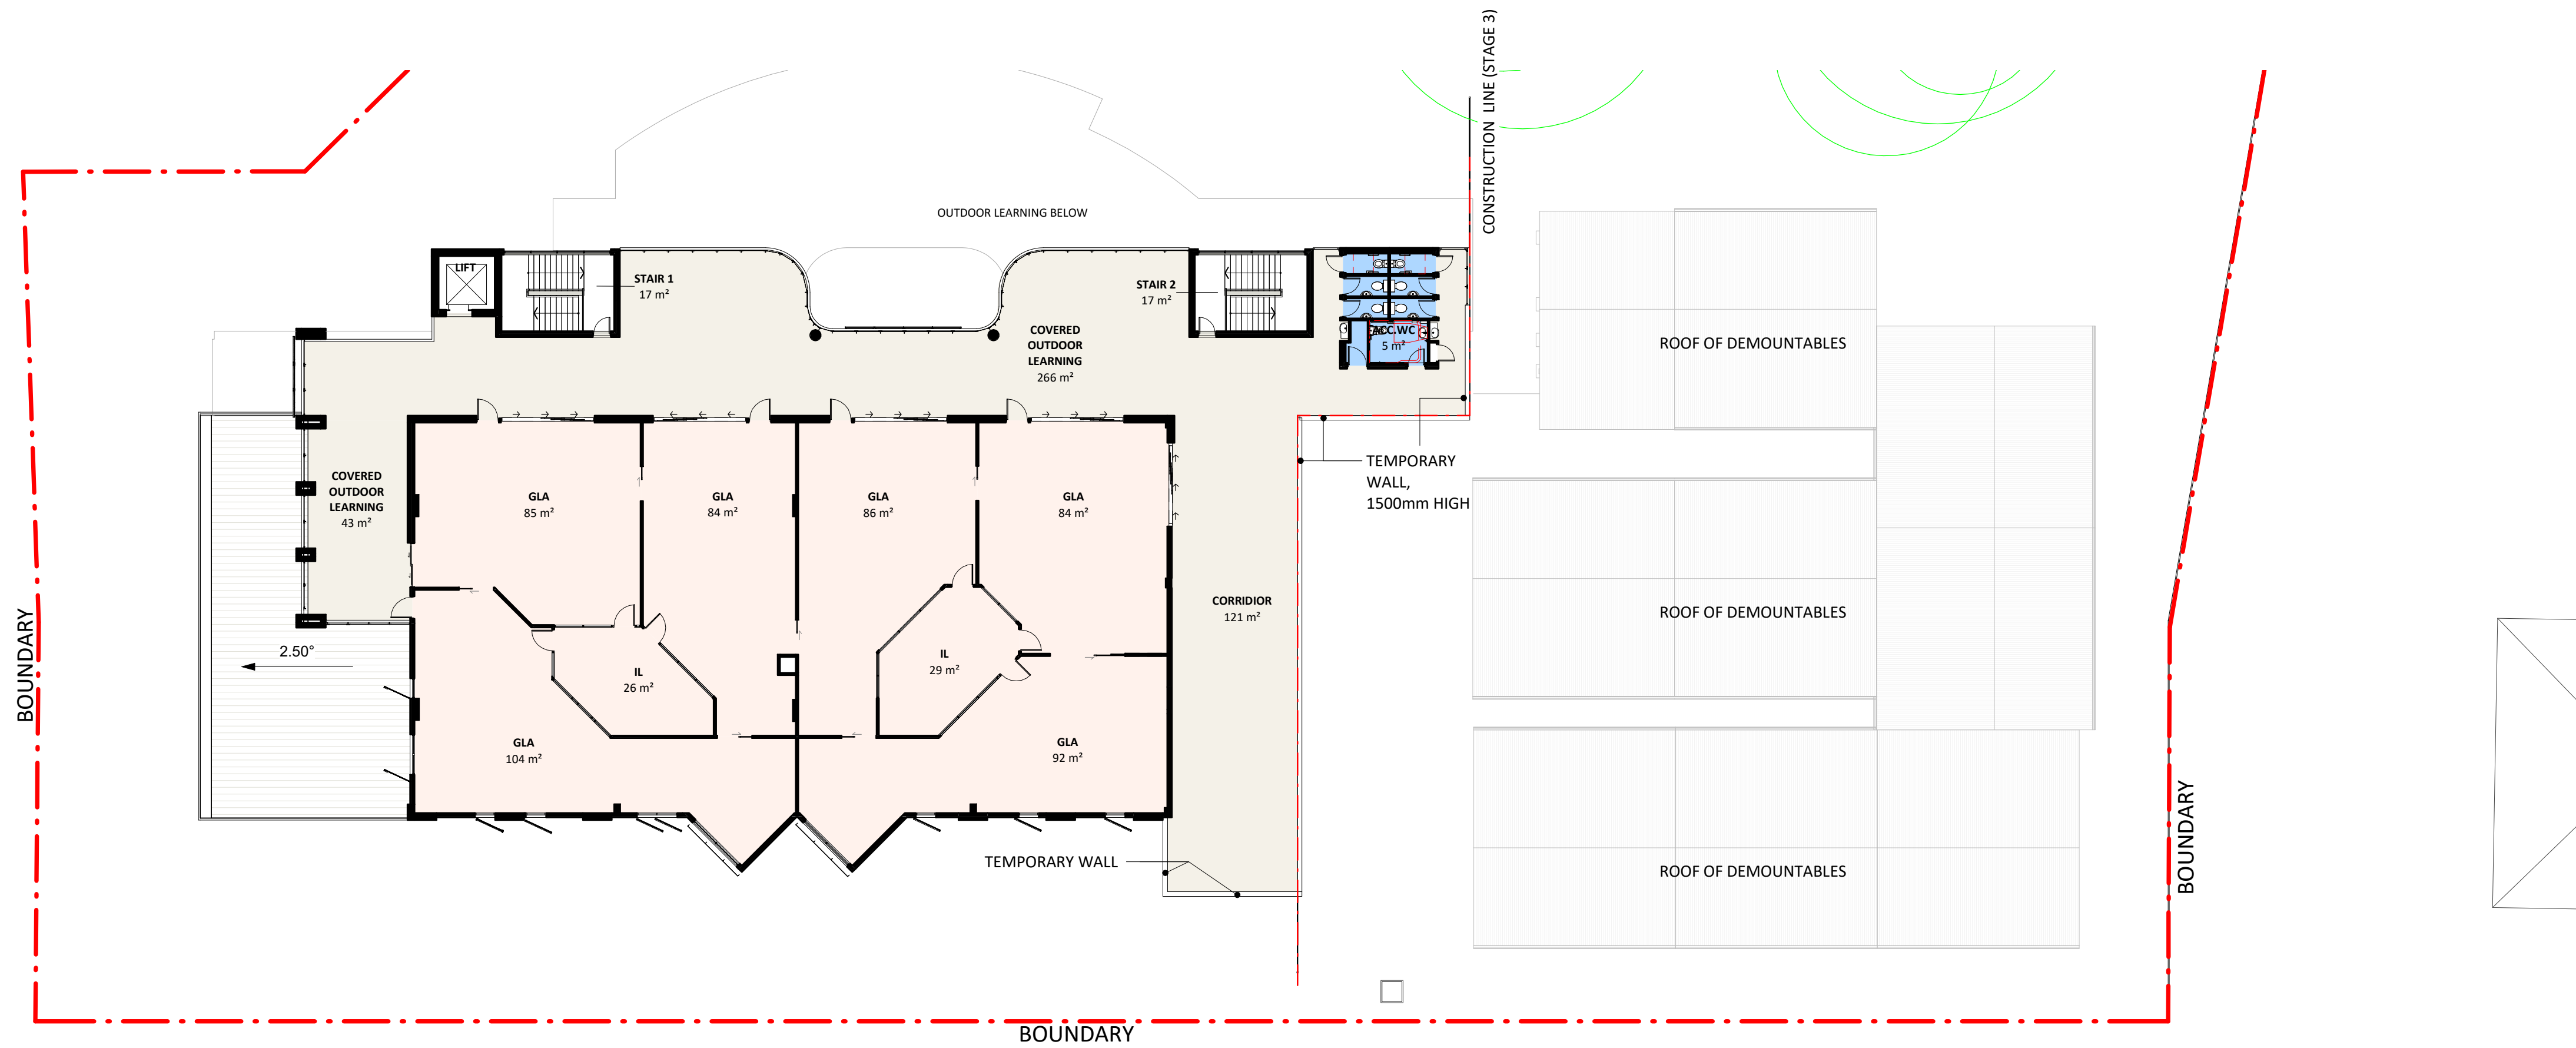 CONSTRUCTION LINE (STAGE 3)
OUTDOOR LEARNING BELOW
LIFT
STAIR 1
17 m²
STAIR 2
17 m²
COVERED
OUTDOOR
LEARNING
266 m²
ACC.WC
5 m²
ROOF OF DEMOUNTABLES
TEMPORARY
WALL,
1500mm HIGH
COVERED
OUTDOOR
LEARNING
43 m²
GLA
85 m²
GLA
84 m²
GLA
86 m²
GLA
84 m²
CORRIDIOR
121 m²
ROOF OF DEMOUNTABLES
2.50°
IL
26 m²
IL
29 m²
BOUNDARY
GLA
104 m²
GLA
92 m²
TEMPORARY WALL
ROOF OF DEMOUNTABLES
BOUNDARY
BOUNDARY